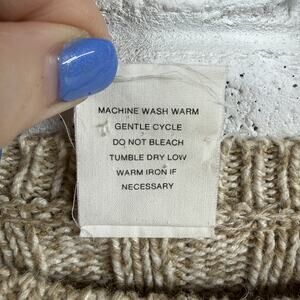 MACHINE WASH WARM
GENTLE CYCLE
DO NOT BLEACH
TUMBLE DRY LOW
WARM IRON IF
NECESSARY